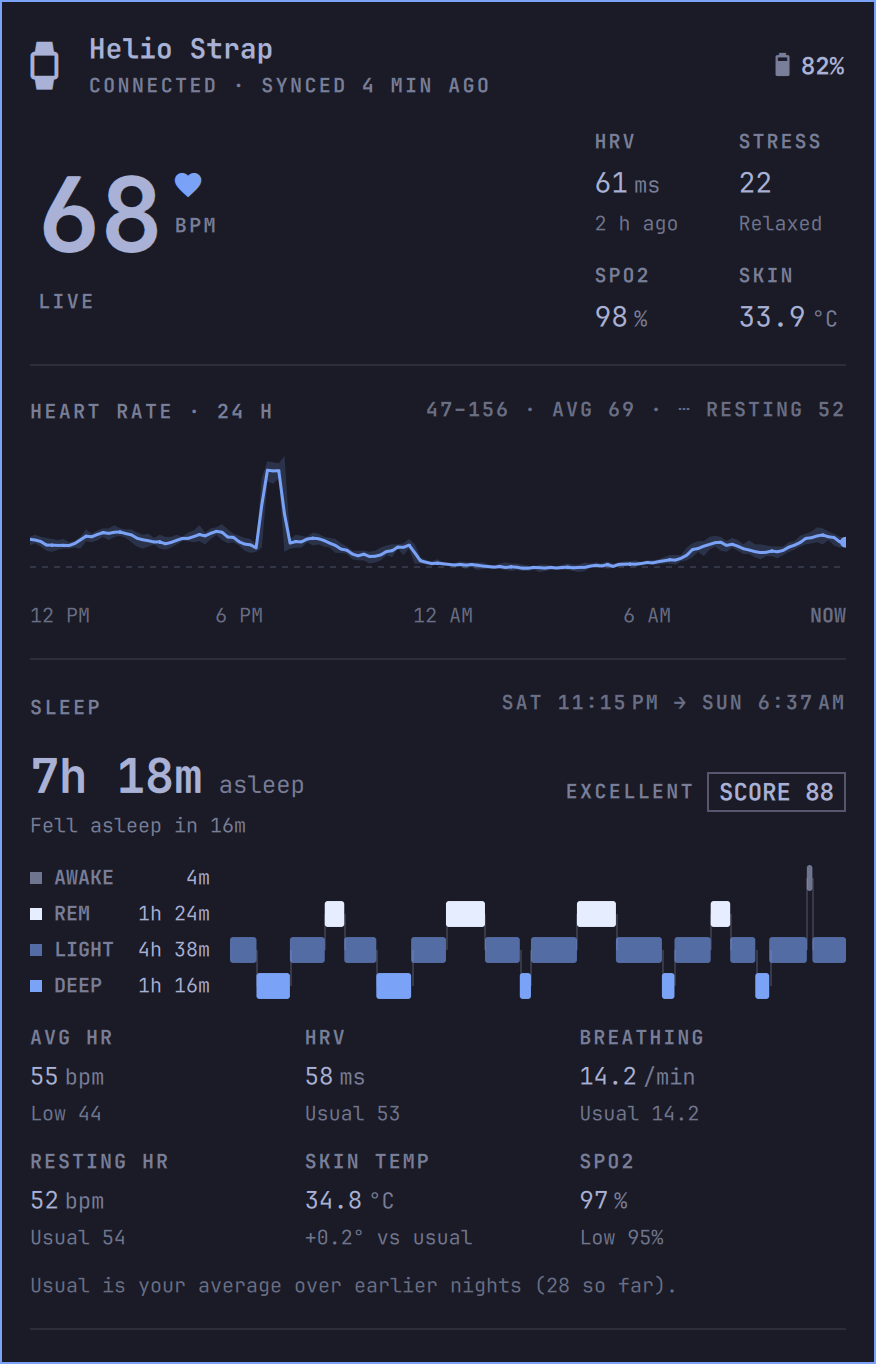 Helio Strap
CONNECTED · SYNCED 4 MIN AGO
82%
68 BPM
LIVE
HRV STRESS
61 ms 22
2 h ago Relaxed
SPO2 SKIN
98 % 33.9 °C
HEART RATE · 24 H
47–156 · AVG 69 · ┄ RESTING 52
12 PM 6 PM 12 AM 6 AM NOW
SLEEP
SAT 11:15 PM → SUN 6:37 AM
7h 18m asleep
EXCELLENT SCORE 88
Fell asleep in 16m
AWAKE 4m
REM 1h 24m
LIGHT 4h 38m
DEEP 1h 16m
AVG HR HRV BREATHING
55 bpm 58 ms 14.2 /min
Low 44 Usual 53 Usual 14.2
RESTING HR SKIN TEMP SPO2
52 bpm 34.8 °C 97 %
Usual 54 +0.2° vs usual Low 95%
Usual is your average over earlier nights (28 so far).